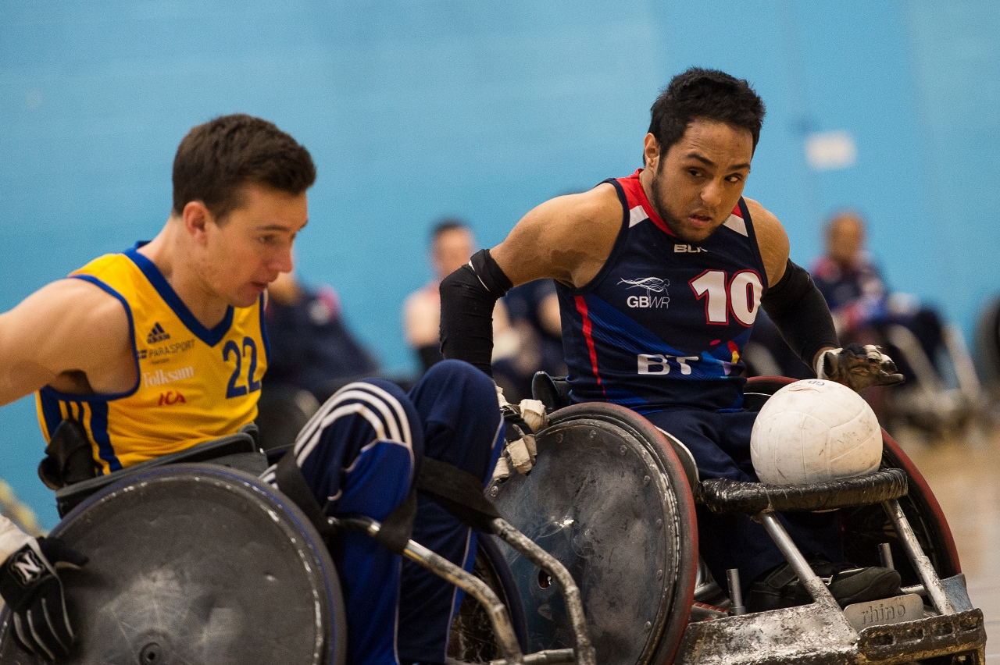 adidas
PARASPORT
Folksam
ICA
22
N
BLK
GBWR
10
BT
rhino